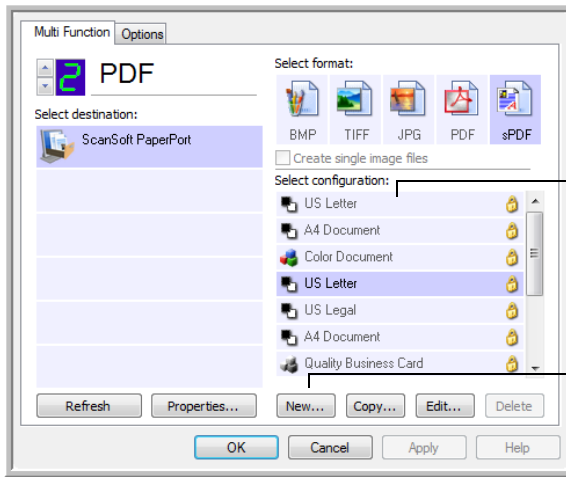 Multi Function Options
2 PDF
Select destination:
ScanSoft PaperPort
Refresh Properties...
Select format:
BMP TIFF JPG PDF sPDF
Create single image files
Select configuration:
US Letter
A4 Document
Color Document
US Letter
US Legal
A4 Document
Quality Business Card
New... Copy... Edit... Delete
OK Cancel Apply Help